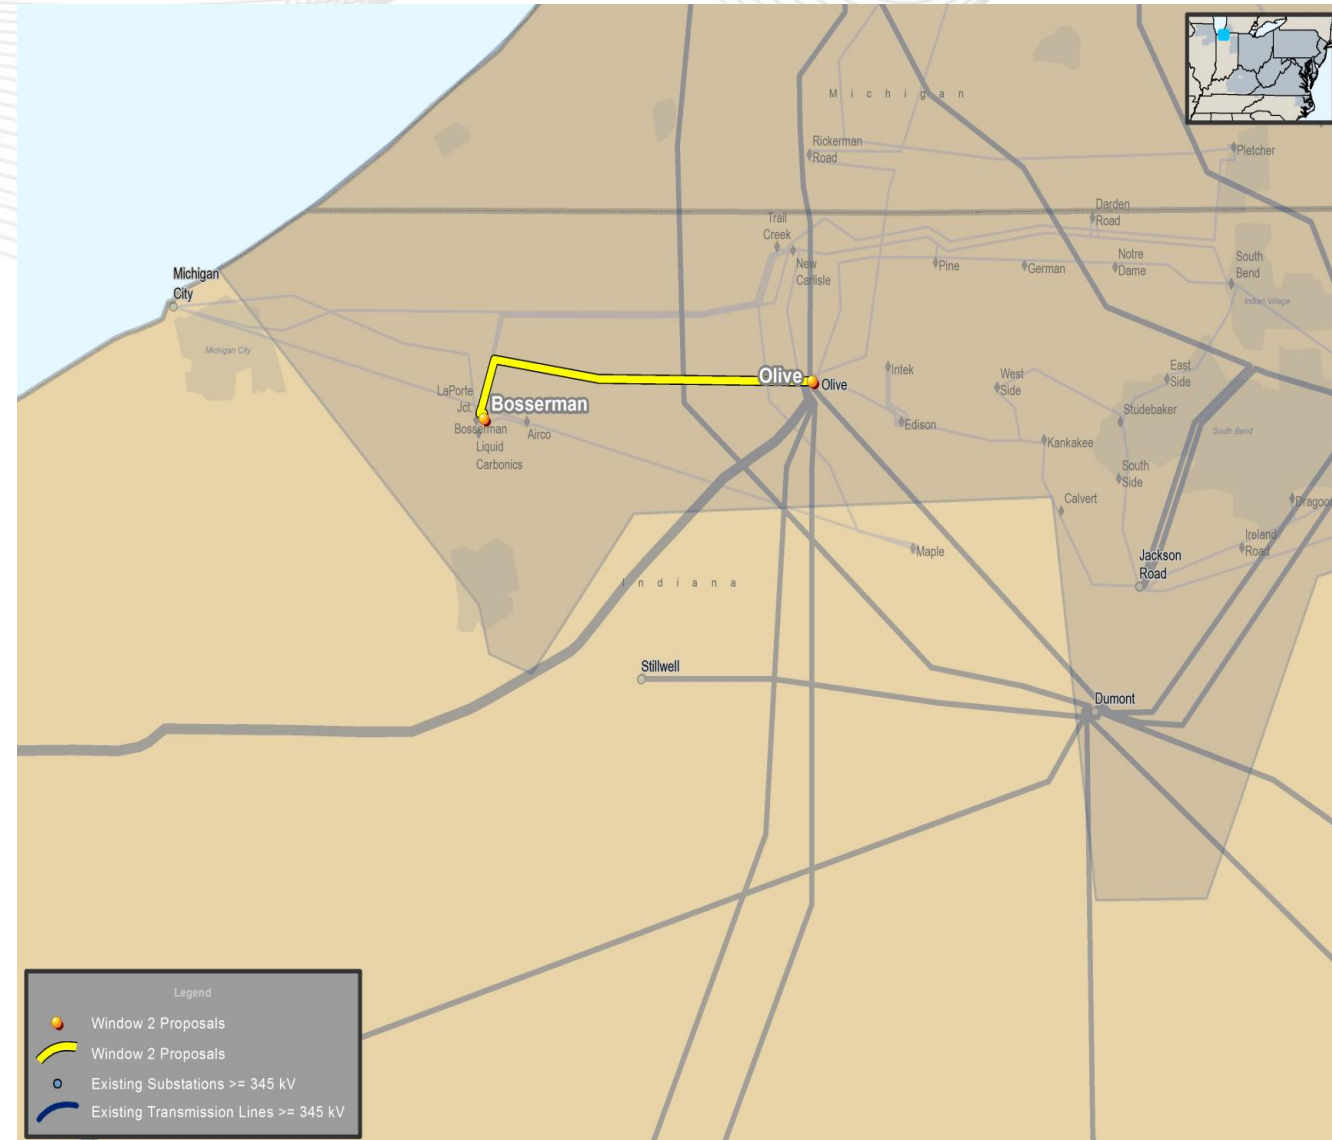 Michigan
Rickerman
Road
Pletcher
Darden
Road
Trail
Creek
New
Carlisle
Pine
German
Notre
Dame
South
Bend
Indian Village
Michigan
City
Michigan City
LaPorte
Jct.
Bosserman
Bosserman
Liquid
Carbonics
Airco
Olive
Olive
Intek
Edison
West
Side
East
Side
Studebaker
South Bend
Kankakee
South
Side
Calvert
Dragoon
Ireland
Road
Jackson
Road
Maple
Indiana
Stillwell
Dumont
Legend
Window 2 Proposals
Window 2 Proposals
Existing Substations >= 345 kV
Existing Transmission Lines >= 345 kV